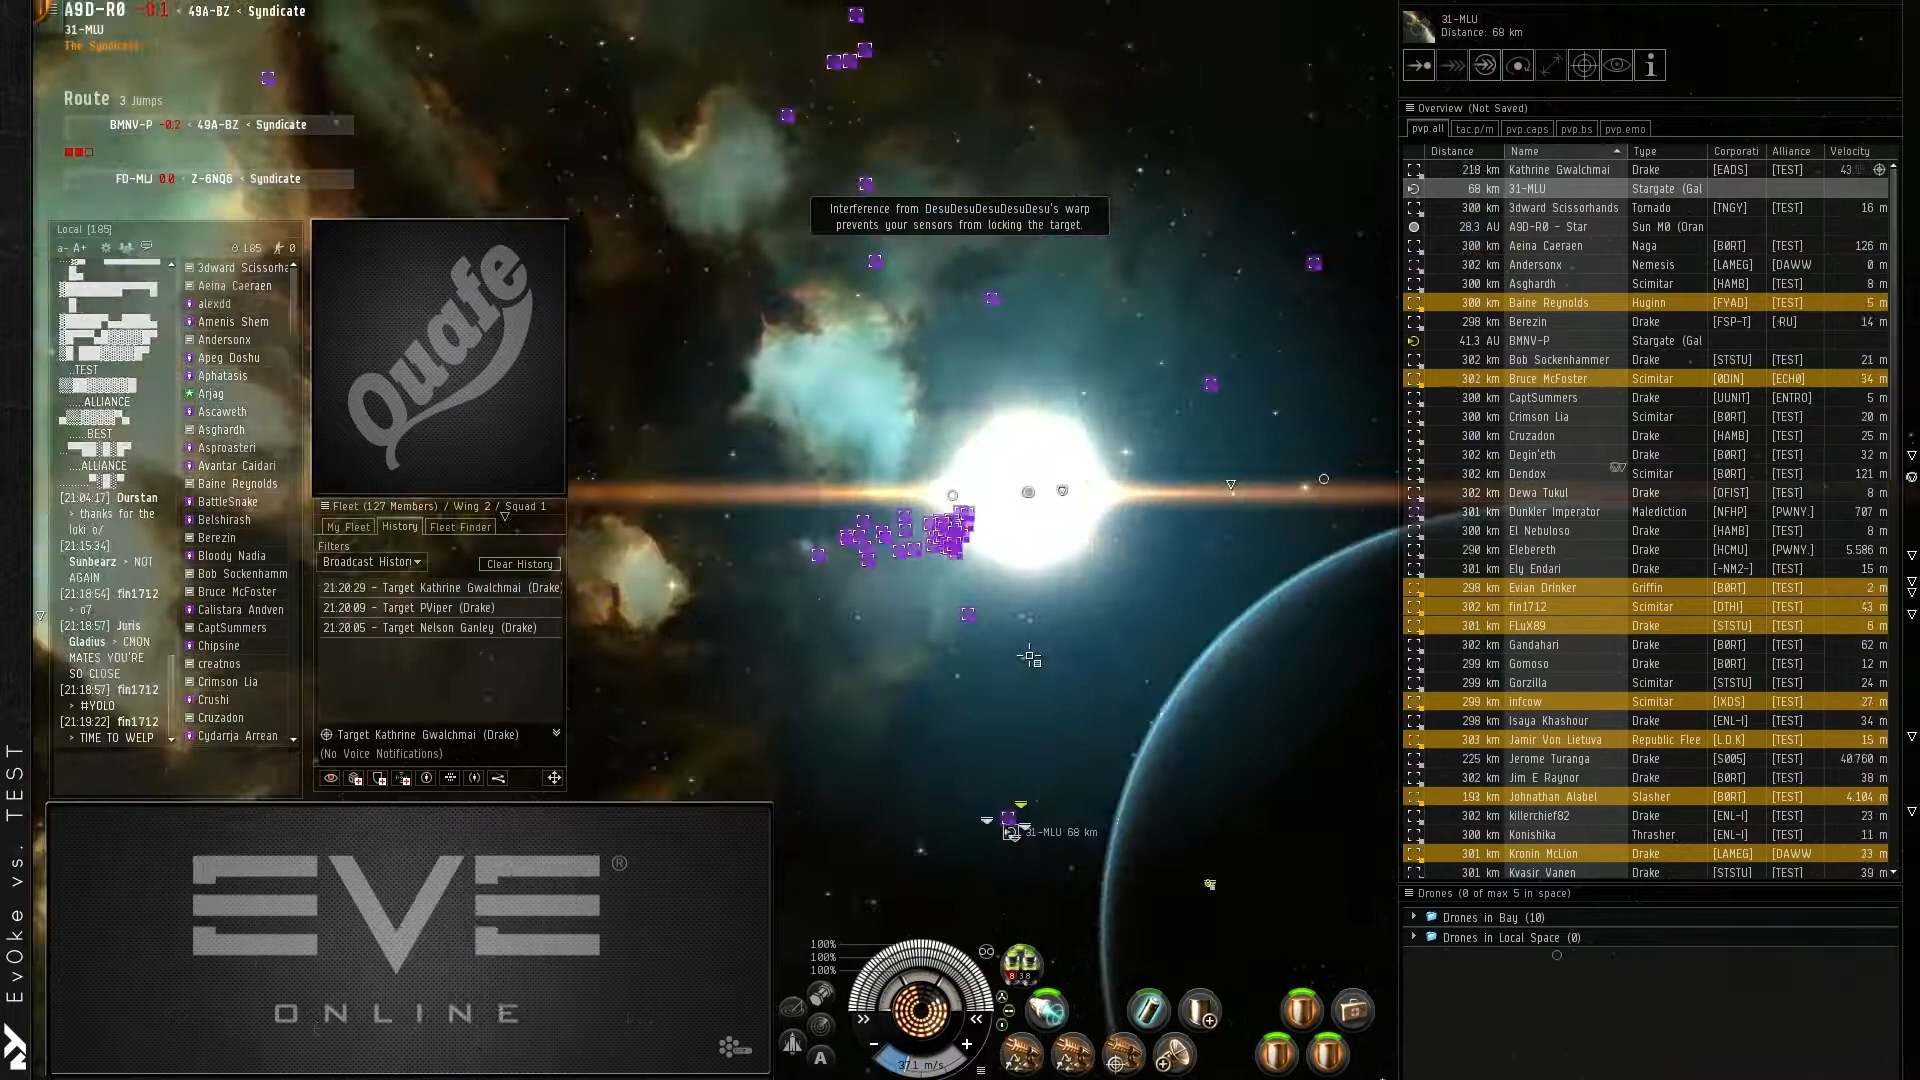 A9D-R0 -0.1 < 49A-BZ < Syndicate
31-MLU
The Syndicate
Route 3 Jumps
BMNV-P -0.2 < 49A-BZ < Syndicate
FD-MLJ 0.0 < Z-6NQ6 < Syndicate
Local [185]
a- A+
185
0
..TEST
.....ALLIANCE
......BEST
....ALLIANCE
[21:04:17] Durstan
> thanks for the
loki o/
[21:15:34]
Sunbearz > NOT
AGAIN
[21:18:54] fin1712
> o7
[21:18:57] Juris
Gladius > CMON
MATES YOU'RE
SO CLOSE
[21:18:57] fin1712
> #YOLO
[21:19:22] fin1712
> TIME TO WELP
3dward Scissorha
Aeina Caeraen
alexdd
Amenis Shem
Andersonx
Apeg Doshu
Aphatasis
Arjag
Ascaweth
Asghardh
Asproasteri
Avantar Caidari
Baine Reynolds
BattleSnake
Belshirash
Berezin
Bloody Nadia
Bob Sockenhamm
Bruce McFoster
Calistara Andven
CaptSummers
Chipsine
creatnos
Crimson Lia
Crushi
Cruzadon
Cydarrja Arrean
Quafe
Fleet (127 Members) / Wing 2 / Squad 1
My Fleet History Fleet Finder
Filters
Broadcast Histori
Clear History
21:20:29 - Target Kathrine Gwalchmai (Drake)
21:20:09 - Target PViper (Drake)
21:20:05 - Target Nelson Ganley (Drake)
Target Kathrine Gwalchmai (Drake)
(No Voice Notifications)
EvOke vs. TEST
EVE ®
ONLINE
Interference from DesuDesuDesuDesuDesu's warp
prevents your sensors from locking the target.
31-MLU 68 km
100%
100%
100%
371 m/s
A
31-MLU
Distance: 68 km
Overview (Not Saved)
pvp.all tac.p/m pvp.caps pvp.bs pvp.emo
Distance Name Type Corporati Alliance Velocity
218 km Kathrine Gwalchmai Drake [EADS] [TEST]
68 km 31-MLU Stargate (Gal
300 km 3dward Scissorhands Tornado [TNGY] [TEST] 16 m
28.3 AU A9D-R0 - Star Sun M0 (Oran
300 km Aeina Caeraen Naga [B0RT] [TEST] 126 m
302 km Andersonx Nemesis [LAMEG] [DAWW 0 m
300 km Asghardh Drake [HAMB] [TEST] 8 m
300 km Baine Reynolds Huginn [FYAD] [TEST] 5 m
298 km Berezin Drake [FSP-T] [.RU] 14 m
41.3 AU BMNV-P Stargate (Gal
302 km Bob Sockenhammer Drake [STSTU] [TEST] 21 m
302 km Bruce McFoster Scimitar [0DIN] [ECHO] 34 m
300 km CaptSummers Drake [UUNIT] [ENTRO] 5 m
300 km Crimson Lia Scimitar [B0RT] [TEST] 20 m
300 km Cruzadon Drake [HAMB] [TEST] 25 m
302 km Degin'eth Drake [B0RT] [TEST] 32 m
302 km Dendox Scimitar [B0RT] [TEST] 121 m
302 km Dewa Tukul Drake [OFIST] [TEST] 8 m
301 km Dunkler Imperator Malediction [NFHP] [PWNY.] 707 m
300 km El Nebuloso Drake [HAMB] [TEST] 8 m
290 km Elebereth Drake [HCMU] [PWNY.] 5.586 m
301 km Ely Endari Drake [-NM2-] [TEST] 15 m
298 km Evian Drinker Griffin [B0RT] [TEST] 2 m
302 km fin1712 Scimitar [DTHI] [TEST] 43 m
301 km FLuX89 Drake [STSTU] [TEST] 6 m
302 km Gandahari Drake [B0RT] [TEST] 62 m
299 km Gomoso Drake [B0RT] [TEST] 12 m
299 km Gorzilla Scimitar [STSTU] [TEST] 24 m
299 km infcow Scimitar [IXDS] [TEST] 27 m
298 km Isaya Khashour Drake [ENL-I] [TEST] 34 m
303 km Jamir Von Lietuva Republic Flee [L.D.K] [TEST] 15 m
225 km Jerome Turanga Drake [S005] [TEST] 40.760 m
302 km Jim E Raynor Drake [B0RT] [TEST] 38 m
193 km Johnathan Alabel Slasher [B0RT] [TEST] 4.104 m
302 km killerchief82 Drake [ENL-I] [TEST] 23 m
300 km Konishika Thrasher [ENL-I] [TEST] 11 m
301 km Kronin McLion Drake [LAMEG] [DAWW 33 m
301 km Kvasir Vanen Drake [STSTU] [TEST] 39 m
Drones (0 of max 5 in space)
Drones in Bay (10)
Drones in Local Space (0)